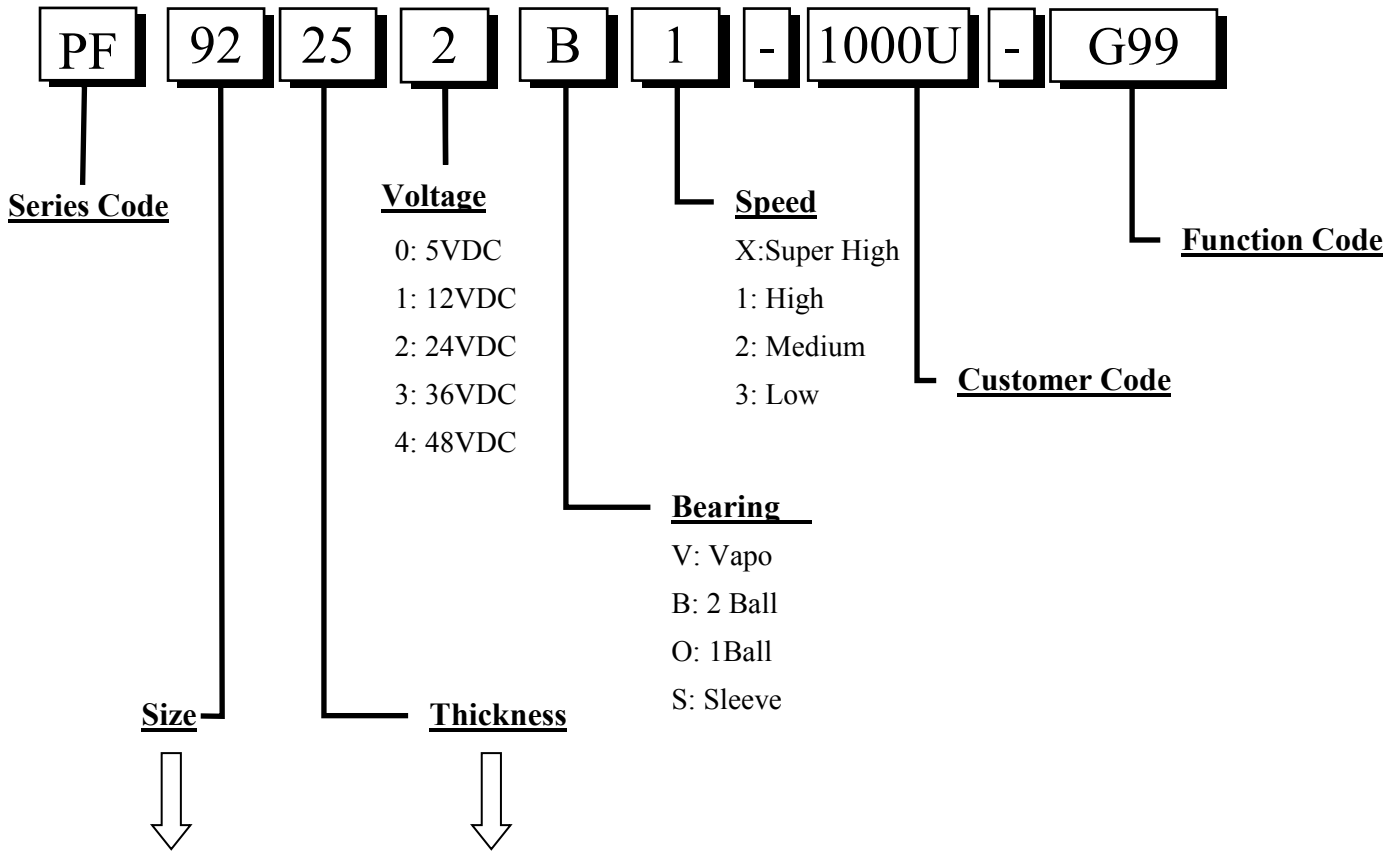 PF 92 25 2 B 1 - 1000U - G99
Series Code
Voltage
0: 5VDC
1: 12VDC
2: 24VDC
3: 36VDC
4: 48VDC
Speed
X:Super High
1: High
2: Medium
3: Low
Function Code
Customer Code
Bearing
V: Vapo
B: 2 Ball
O: 1Ball
S: Sleeve
Size
Thickness